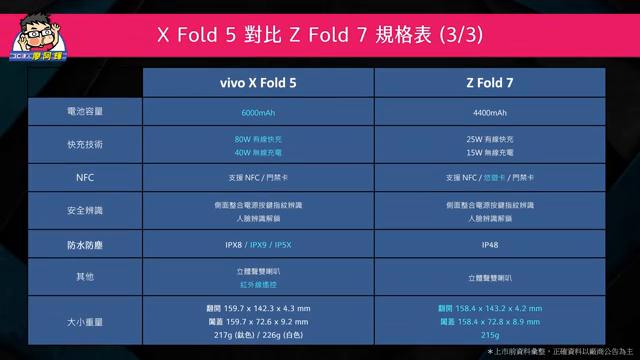 X Fold 5 對比 Z Fold 7 規格表 (3/3)
3C達人廖阿輝
vivo X Fold 5
Z Fold 7
電池容量
6000mAh
4400mAh
快充技術
80W 有線快充
40W 無線充電
25W 有線快充
15W 無線充電
NFC
支援 NFC / 門禁卡
支援 NFC / 悠遊卡 / 門禁卡
安全辨識
側面整合電源按鍵指紋辨識
人臉辨識解鎖
側面整合電源按鍵指紋辨識
人臉辨識解鎖
防水防塵
IPX8 / IPX9 / IP5X
IP48
其他
立體聲雙喇叭
紅外線遙控
立體聲雙喇叭
大小重量
翻開 159.7 x 142.3 x 4.3 mm
闔蓋 159.7 x 72.6 x 9.2 mm
217g (鈦色) / 226g (白色)
翻開 158.4 x 143.2 x 4.2 mm
闔蓋 158.4 x 72.8 x 8.9 mm
215g
＊上市前資料彙整，正確資料以廠商公告為主